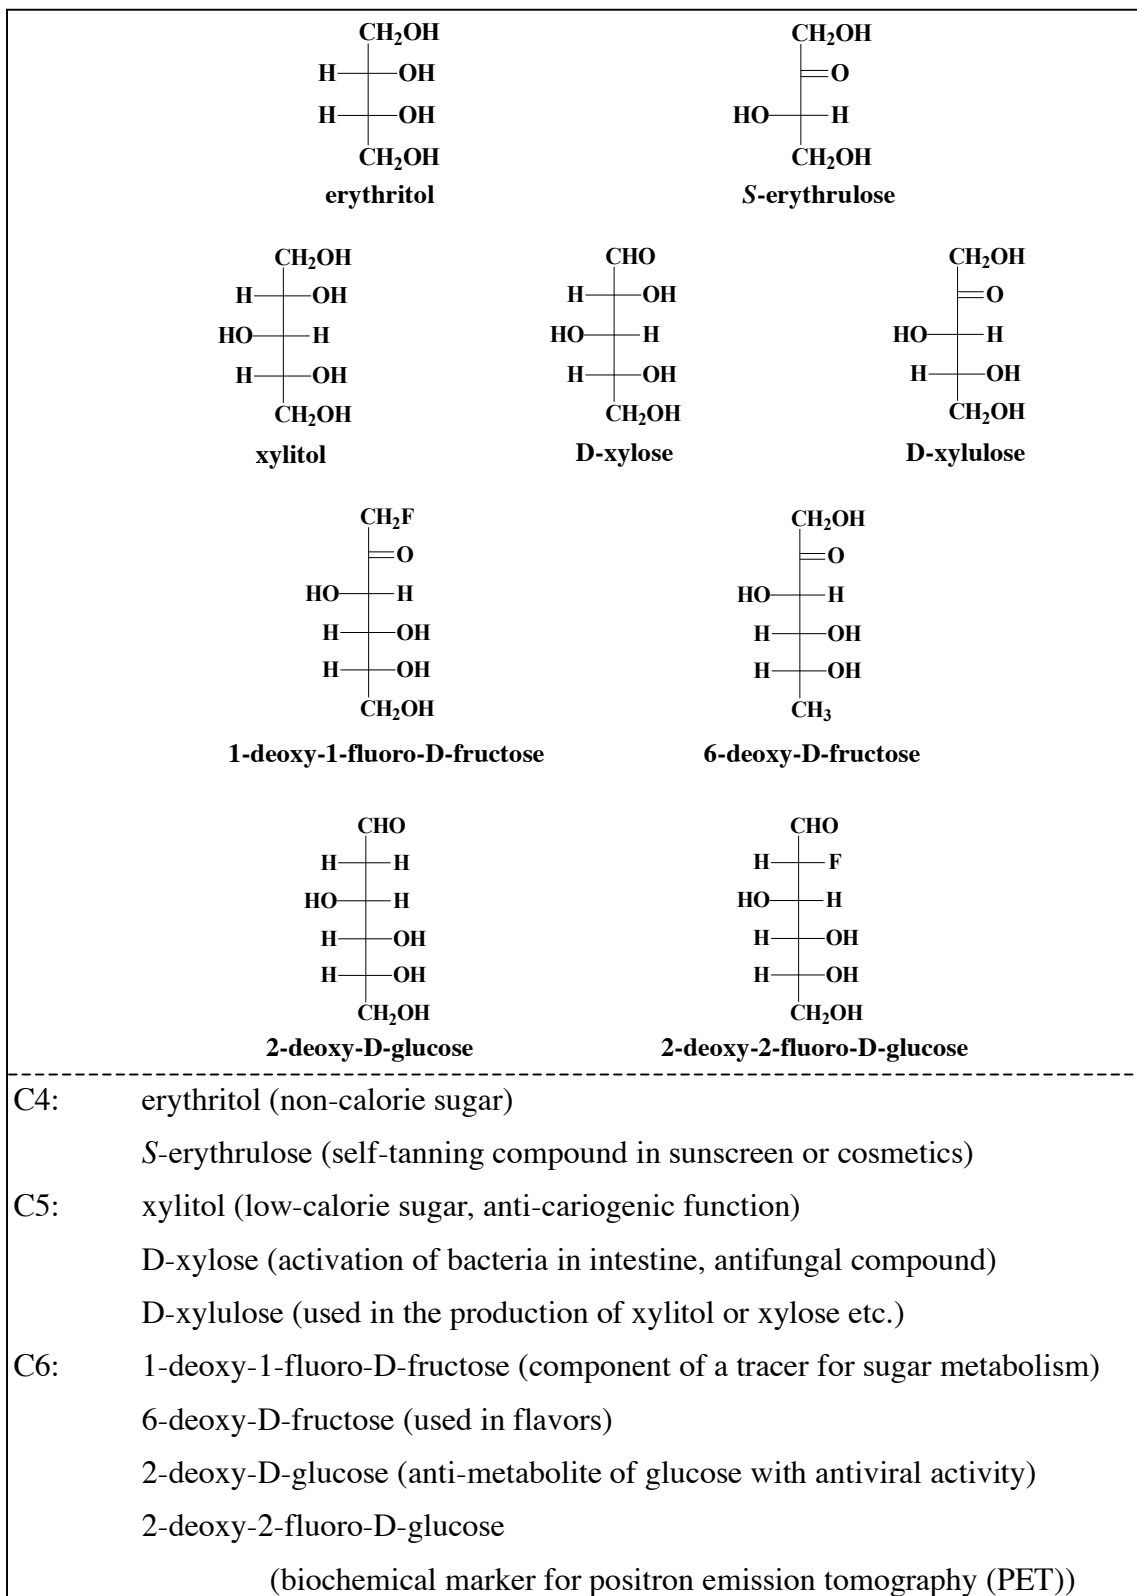 CH2OH CH2OH
H OH O
H OH HO H
CH2OH CH2OH
erythritol S-erythrulose
CH2OH CHO CH2OH
H OH H OH O
HO H HO H HO H
H OH H OH H OH
CH2OH CH2OH CH2OH
xylitol D-xylose D-xylulose
CH2F CH2OH
O O
HO H HO H
H OH H OH
H OH H OH
CH2OH CH3
1-deoxy-1-fluoro-D-fructose 6-deoxy-D-fructose
CHO CHO
H H H F
HO H HO H
H OH H OH
H OH H OH
CH2OH CH2OH
2-deoxy-D-glucose 2-deoxy-2-fluoro-D-glucose
C4: erythritol (non-calorie sugar)
S-erythrulose (self-tanning compound in sunscreen or cosmetics)
C5: xylitol (low-calorie sugar, anti-cariogenic function)
D-xylose (activation of bacteria in intestine, antifungal compound)
D-xylulose (used in the production of xylitol or xylose etc.)
C6: 1-deoxy-1-fluoro-D-fructose (component of a tracer for sugar metabolism)
6-deoxy-D-fructose (used in flavors)
2-deoxy-D-glucose (anti-metabolite of glucose with antiviral activity)
2-deoxy-2-fluoro-D-glucose
(biochemical marker for positron emission tomography (PET))